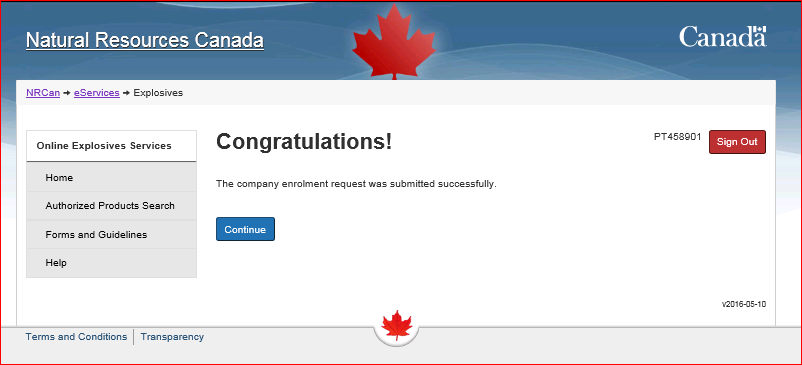 Natural Resources Canada
Canada
NRCan → eServices → Explosives
Online Explosives Services
Home
Authorized Products Search
Forms and Guidelines
Help
Congratulations!
PT458901
Sign Out
The company enrolment request was submitted successfully.
Continue
v2016-05-10
Terms and Conditions
Transparency